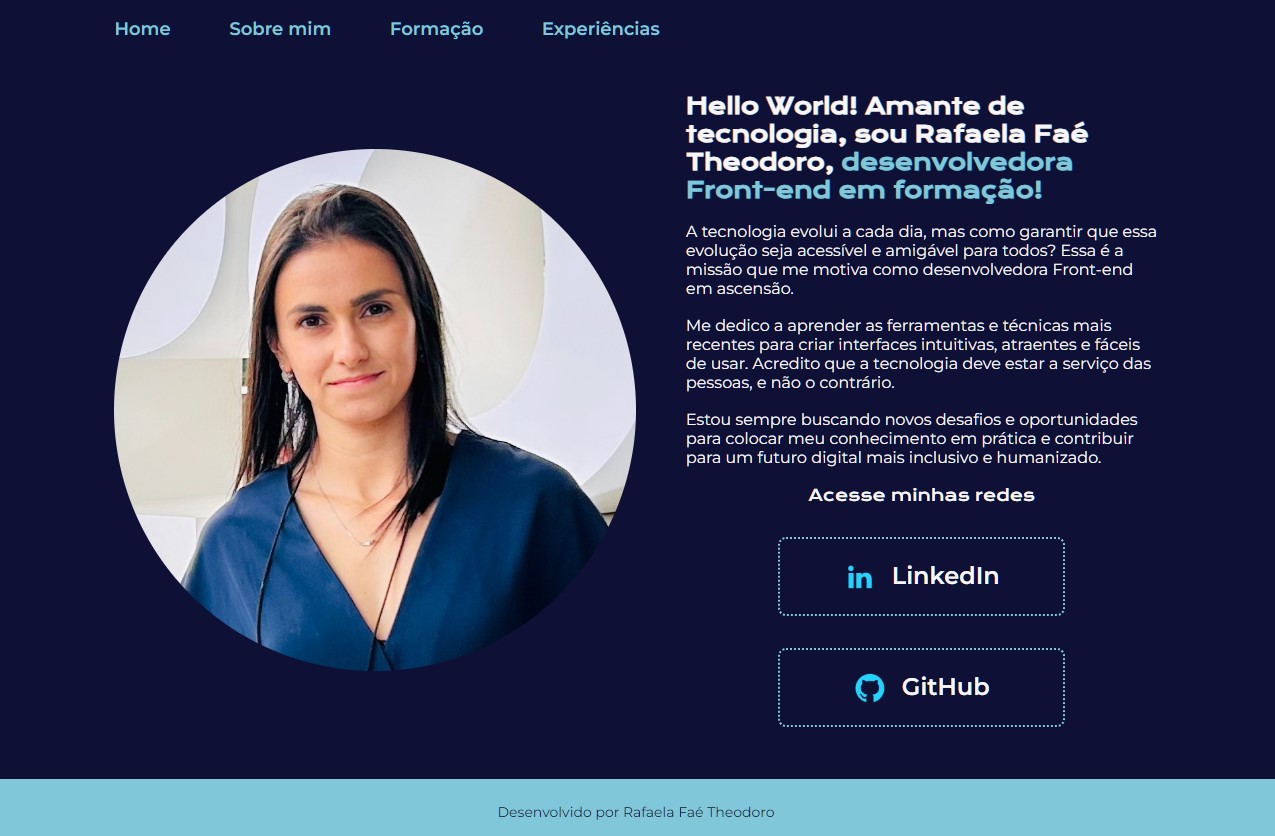 Home Sobre mim Formação Experiências
Hello World! Amante de
tecnologia, sou Rafaela Faé
Theodoro, desenvolvedora
Front-end em formação!
A tecnologia evolui a cada dia, mas como garantir que essa
evolução seja acessível e amigável para todos? Essa é a
missão que me motiva como desenvolvedora Front-end
em ascensão.
Me dedico a aprender as ferramentas e técnicas mais
recentes para criar interfaces intuitivas, atraentes e fáceis
de usar. Acredito que a tecnologia deve estar a serviço das
pessoas, e não o contrário.
Estou sempre buscando novos desafios e oportunidades
para colocar meu conhecimento em prática e contribuir
para um futuro digital mais inclusivo e humanizado.
Acesse minhas redes
in LinkedIn
GitHub
Desenvolvido por Rafaela Faé Theodoro